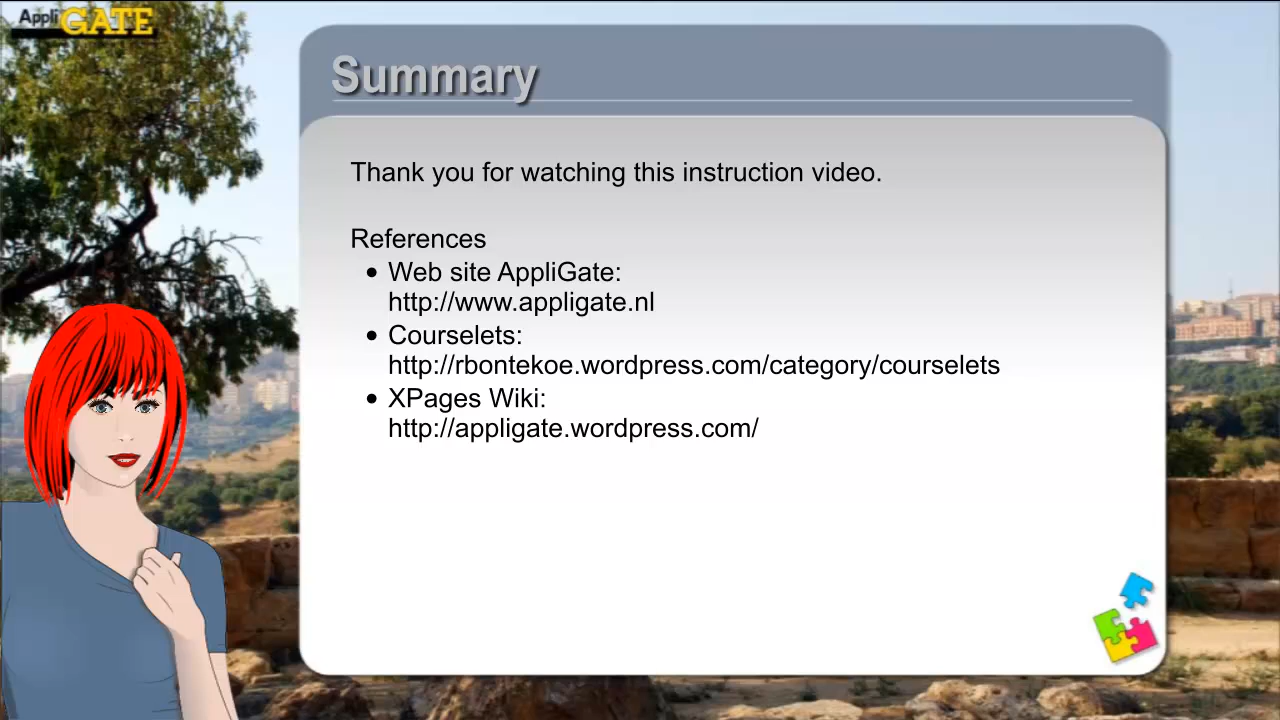 AppliGATE
Summary
Thank you for watching this instruction video.
References
• Web site AppliGate:
http://www.appligate.nl
• Courselets:
http://rbontekoe.wordpress.com/category/courselets
• XPages Wiki:
http://appligate.wordpress.com/